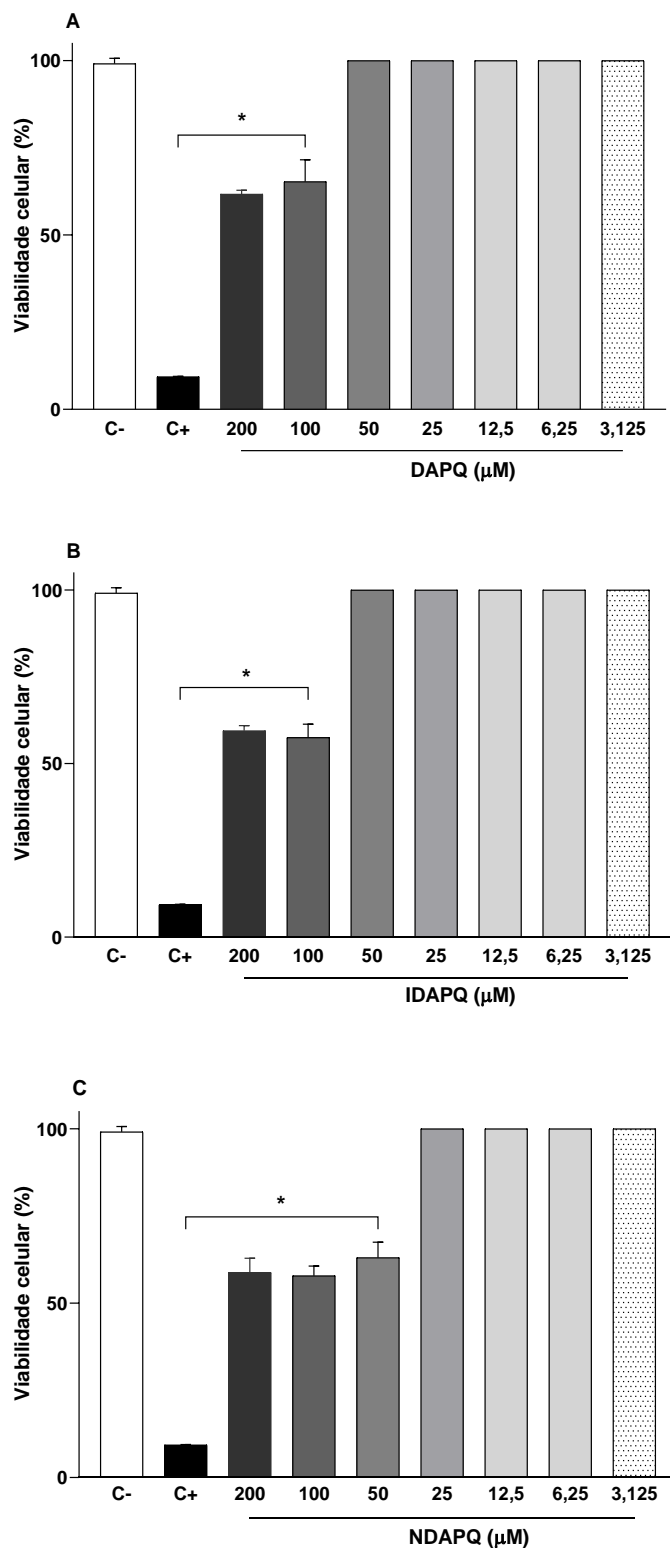 A
Viabilidade celular (%)
100
50
0
*
C- C+ 200 100 50 25 12,5 6,25 3,125
DAPQ (μM)
B
Viabilidade celular (%)
100
50
0
*
C- C+ 200 100 50 25 12,5 6,25 3,125
IDAPQ (μM)
C
Viabilidade celular (%)
100
50
0
*
C- C+ 200 100 50 25 12,5 6,25 3,125
NDAPQ (μM)